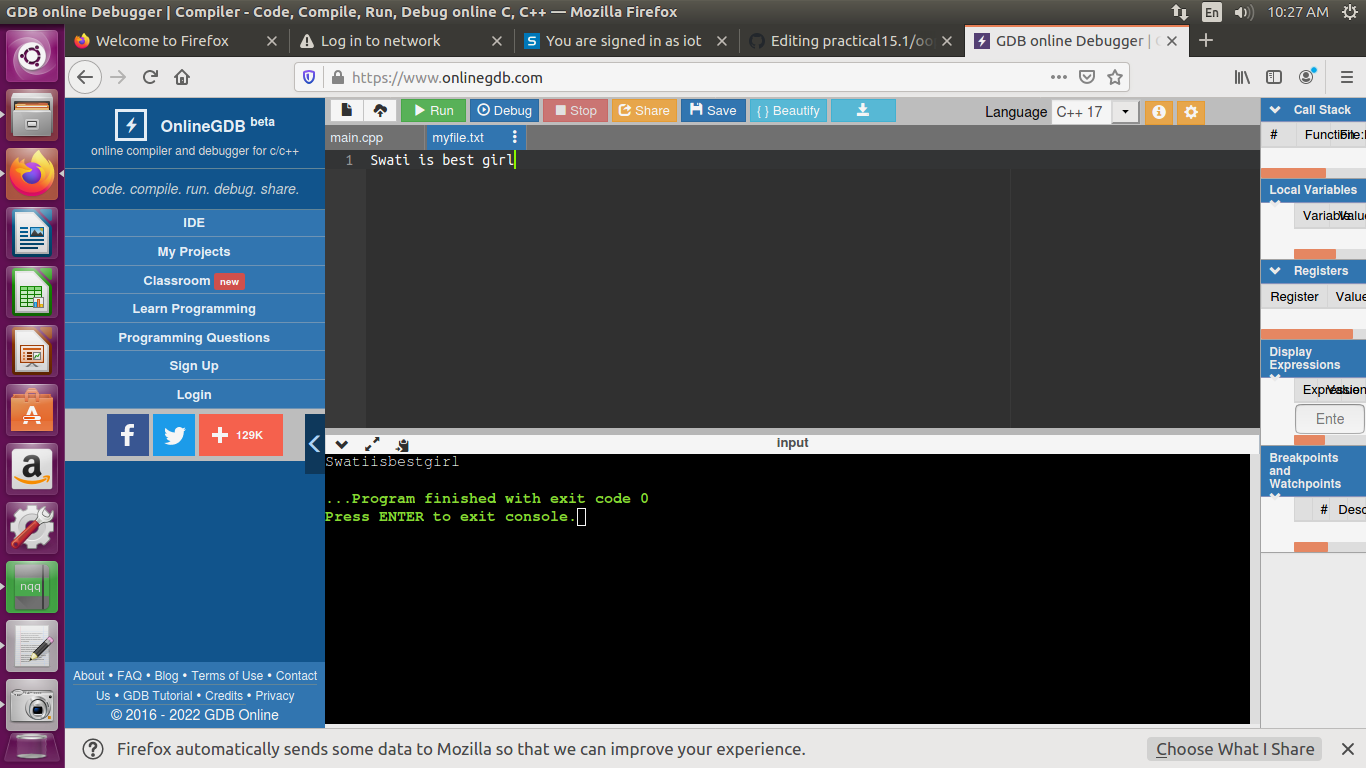 GDB online Debugger | Compiler - Code, Compile, Run, Debug online C, C++ — Mozilla Firefox
En
10:27 AM
Welcome to Firefox
Log in to network
S You are signed in as iot
Editing practical15.1/oo
GDB online Debugger |
https://www.onlinegdb.com
OnlineGDB beta
online compiler and debugger for c/c++
code. compile. run. debug. share.
IDE
My Projects
Classroom new
Learn Programming
Programming Questions
Sign Up
Login
f
129K
About • FAQ • Blog • Terms of Use • Contact
Us • GDB Tutorial • Credits • Privacy
© 2016 - 2022 GDB Online
Run
Debug
Stop
Share
Save
{ } Beautify
Language C++ 17
main.cpp
myfile.txt
1 Swati is best girl
input
Swatiisbestgirl
...Program finished with exit code 0
Press ENTER to exit console.
Call Stack
# Function
Local Variables
Variable
Registers
Register Value
Display
Expressions
Expression
Ente
Breakpoints
and
Watchpoints
# Desc
a
nqq
Firefox automatically sends some data to Mozilla so that we can improve your experience.
Choose What I Share